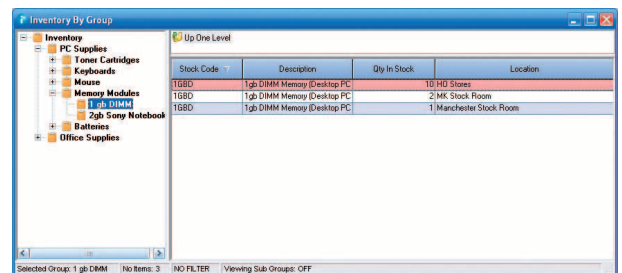 Inventory By Group
Inventory
PC Supplies
Toner Cartridges
Keyboards
Mouse
Memory Modules
1 gb DIMM
2gb Sony Notebook
Batteries
Office Supplies
Up One Level
Stock Code Description Qty In Stock Location
1GBD 1gb DIMM Memory (Desktop PC 10 HO Stores
1GBD 1gb DIMM Memory (Desktop PC 2 MK Stock Room
1GBD 1gb DIMM Memory (Desktop PC 1 Manchester Stock Room
Selected Group: 1 gb DIMM No Items: 3 NO FILTER Viewing Sub Groups: OFF